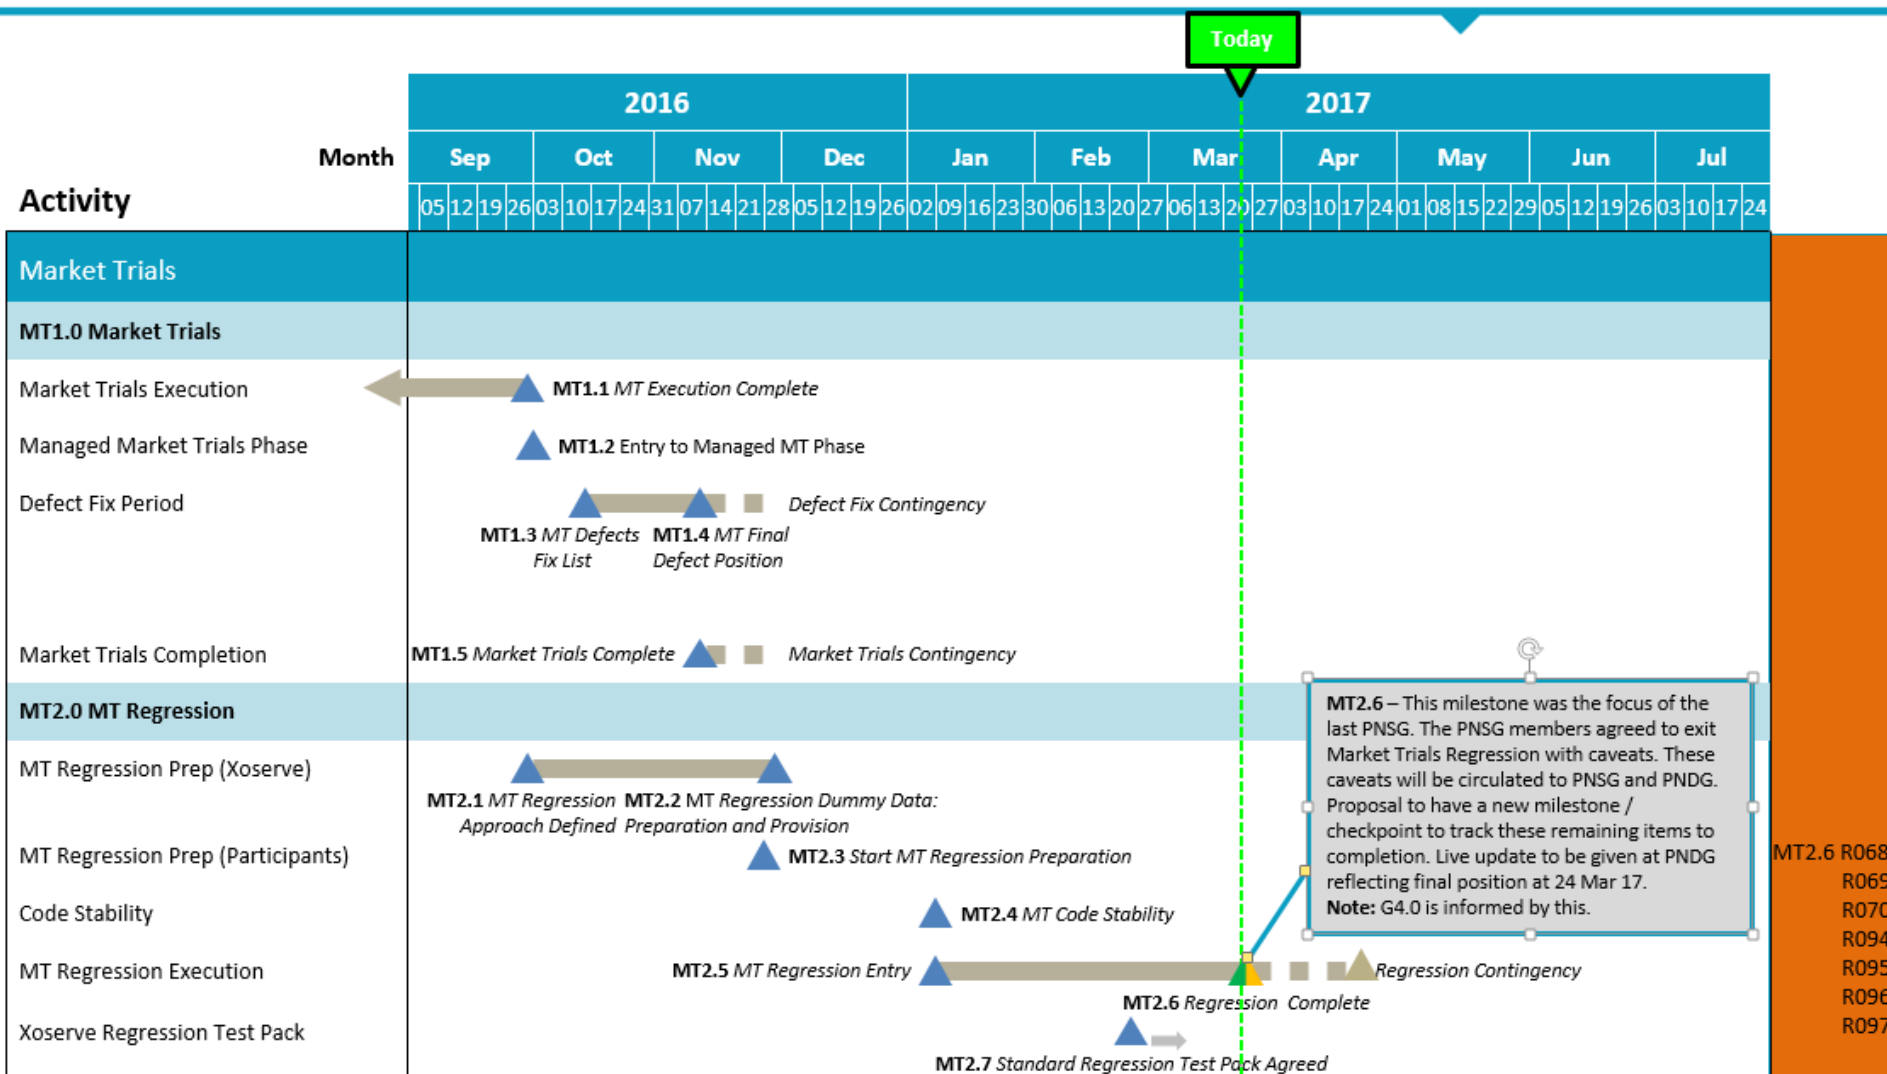 Today
2016
2017
Month
Sep Oct Nov Dec Jan Feb Mar Apr May Jun Jul
Activity
05 12 19 26 03 10 17 24 31 07 14 21 28 05 12 19 26 02 09 16 23 30 06 13 20 27 06 13 20 27 03 10 17 24 01 08 15 22 29 05 12 19 26 03 10 17 24
Market Trials
MT1.0 Market Trials
Market Trials Execution
MT1.1 MT Execution Complete
Managed Market Trials Phase
MT1.2 Entry to Managed MT Phase
Defect Fix Period
Defect Fix Contingency
MT1.3 MT Defects
Fix List
MT1.4 MT Final
Defect Position
Market Trials Completion
MT1.5 Market Trials Complete
Market Trials Contingency
MT2.0 MT Regression
MT2.6 – This milestone was the focus of the
last PNSG. The PNSG members agreed to exit
Market Trials Regression with caveats. These
caveats will be circulated to PNSG and PNDG.
Proposal to have a new milestone /
checkpoint to track these remaining items to
completion. Live update to be given at PNDG
reflecting final position at 24 Mar 17.
Note: G4.0 is informed by this.
MT Regression Prep (Xoserve)
MT2.1 MT Regression
Approach Defined
MT2.2 MT Regression Dummy Data:
Preparation and Provision
MT Regression Prep (Participants)
MT2.3 Start MT Regression Preparation
MT2.6 R068
R069
R070
R094
R095
R096
R097
Code Stability
MT2.4 MT Code Stability
MT Regression Execution
MT2.5 MT Regression Entry
Regression Contingency
MT2.6 Regression Complete
Xoserve Regression Test Pack
MT2.7 Standard Regression Test Pack Agreed